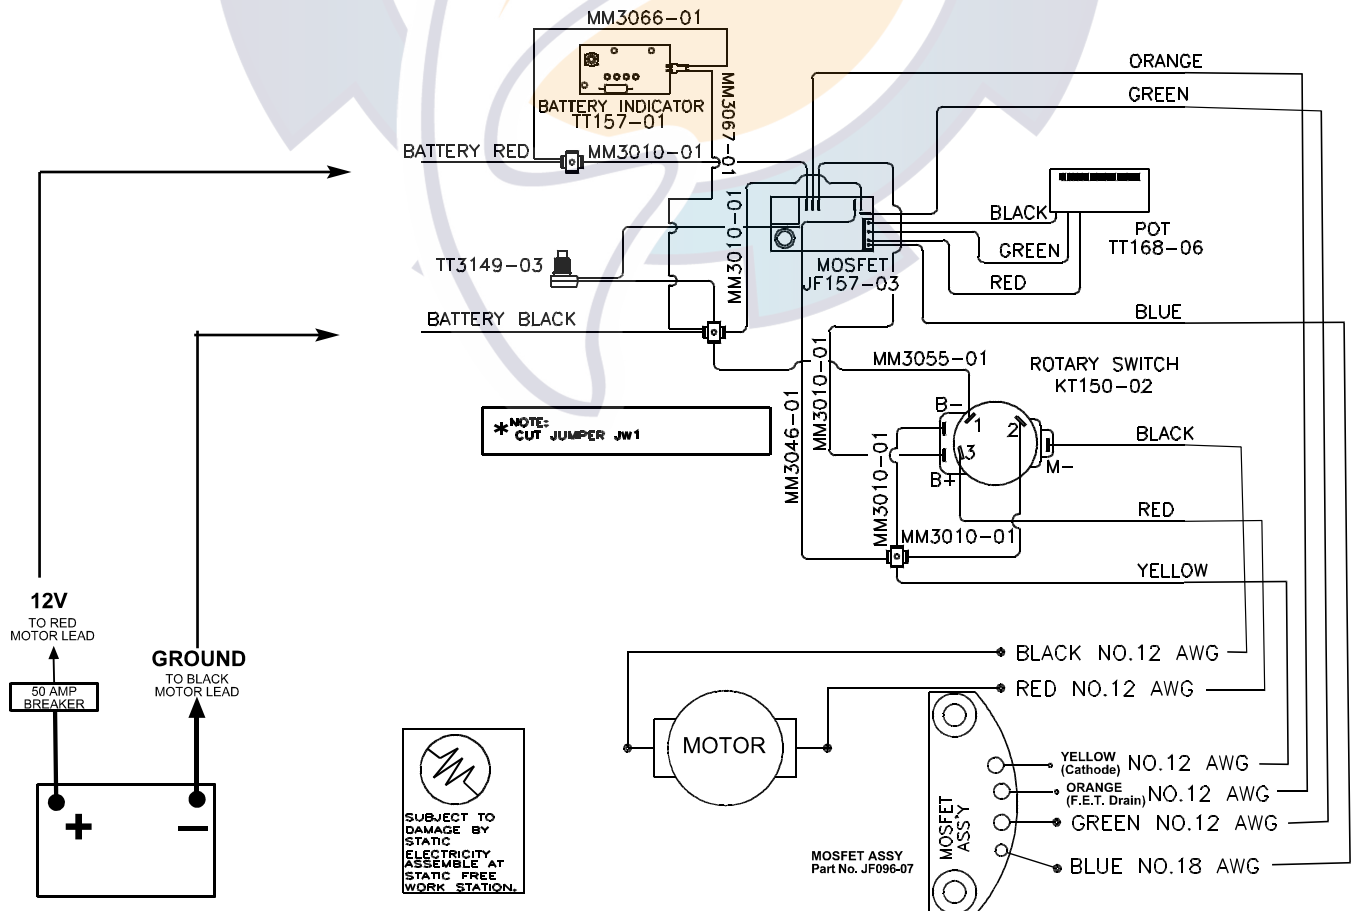 MM3066-01
BATTERY INDICATOR
TT157-01
MM3067-01
BATTERY RED
MM3010-01
ORANGE
GREEN
MM3010-01
BLACK
GREEN
RED
POT
TT168-06
TT3149-03
MOSFET
JF157-03
BATTERY BLACK
BLUE
MM3055-01
ROTARY SWITCH
KT150-02
*NOTE:
CUT JUMPER JW1
MM3046-01
MM3010-01
MM3010-01
B-
1
2
3
B+
M-
BLACK
RED
MM3010-01
YELLOW
12V
TO RED
MOTOR LEAD
50 AMP
BREAKER
GROUND
TO BLACK
MOTOR LEAD
+
-
SUBJECT TO
DAMAGE BY
STATIC
ELECTRICITY
ASSEMBLE AT
STATIC FREE
WORK STATION.
MOTOR
BLACK NO.12 AWG
RED NO.12 AWG
YELLOW
(Cathode) NO.12 AWG
ORANGE
(F.E.T. Drain) NO.12 AWG
GREEN NO.12 AWG
BLUE NO.18 AWG
MOSFET
ASS'Y
MOSFET ASSY
Part No. JF096-07